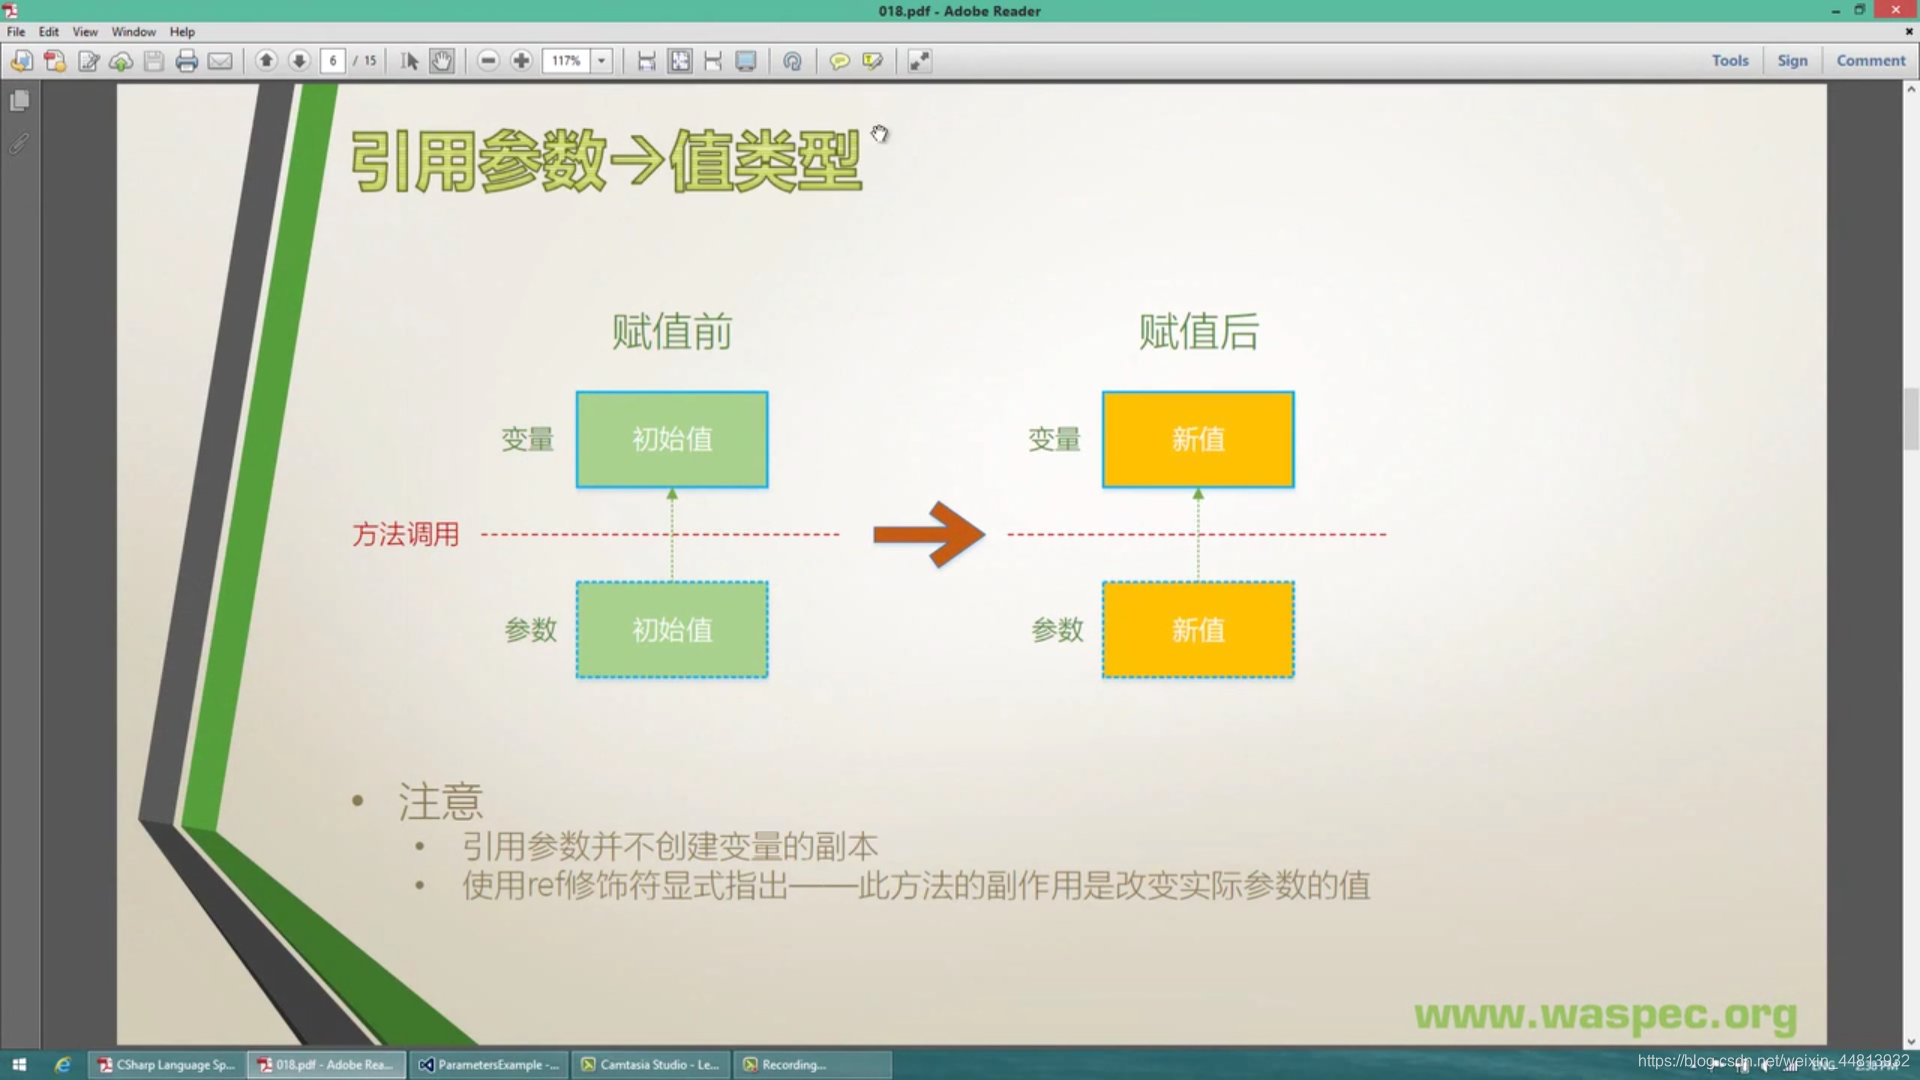 018.pdf - Adobe Reader
File Edit View Window Help
6 / 15 117% Tools Sign Comment
引用参数→值类型
赋值前 赋值后
变量 初始值 变量 新值
方法调用
参数 初始值 参数 新值
• 注意
• 引用参数并不创建变量的副本
• 使用ref修饰符显式指出——此方法的副作用是改变实际参数的值
www.waspec.org
CSharp Language Sp... 018.pdf - Adobe Rea... ParametersExample -... Camtasia Studio - Le... Recording...
https://blog.csdn.net/weixin_44813932